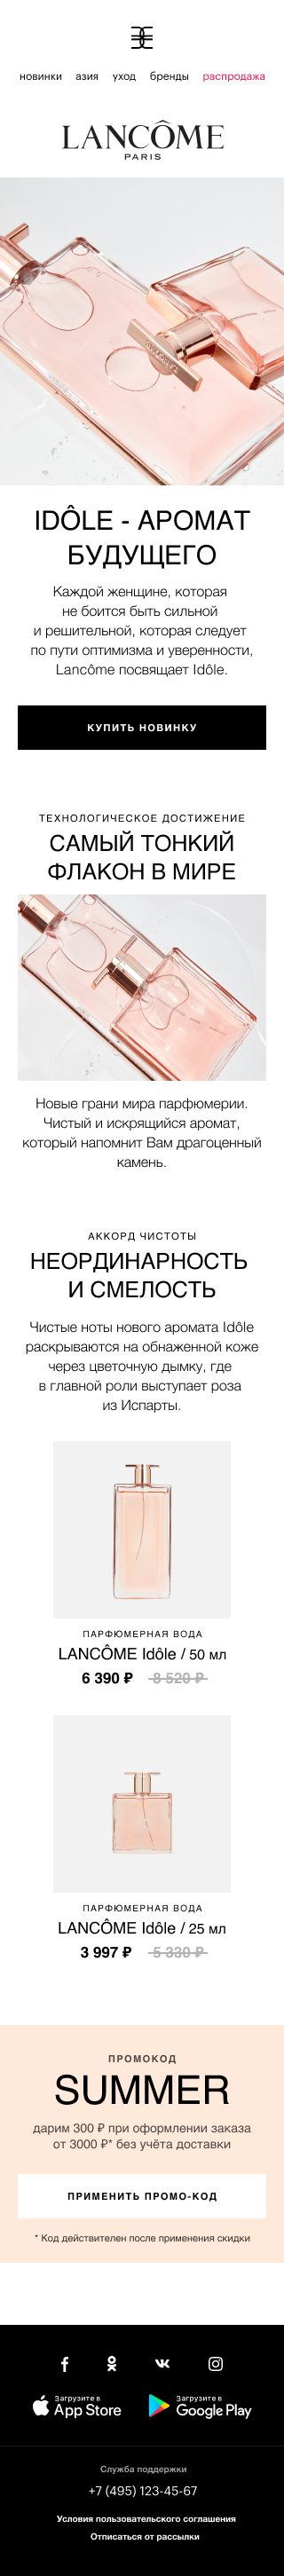 новинки азия уход бренды распродажа
LANCÔME
PARIS
IDÔLE - АРОМАТ
БУДУЩЕГО
Каждой женщине, которая
не боится быть сильной
и решительной, которая следует
по пути оптимизма и уверенности,
Lancôme посвящает Idôle.
КУПИТЬ НОВИНКУ
ТЕХНОЛОГИЧЕСКОЕ ДОСТИЖЕНИЕ
САМЫЙ ТОНКИЙ
ФЛАКОН В МИРЕ
Новые грани мира парфюмерии.
Чистый и искрящийся аромат,
который напомнит Вам драгоценный
камень.
АККОРД ЧИСТОТЫ
НЕОРДИНАРНОСТЬ
И СМЕЛОСТЬ
Чистые ноты нового аромата Idôle
раскрываются на обнаженной коже
через цветочную дымку, где
в главной роли выступает роза
из Испарты.
ПАРФЮМЕРНАЯ ВОДА
LANCÔME Idôle / 50 мл
6 390 ₽ 8 520 ₽
ПАРФЮМЕРНАЯ ВОДА
LANCÔME Idôle / 25 мл
3 997 ₽ 5 330 ₽
ПРОМОКОД
SUMMER
дарим 300 ₽ при оформлении заказа
от 3000 ₽* без учёта доставки
ПРИМЕНИТЬ ПРОМО-КОД
* Код действителен после применения скидки
Загрузите в
App Store
Загрузите в
Google Play
Служба поддержки
+7 (495) 123-45-67
Условия пользовательского соглашения
Отписаться от рассылки